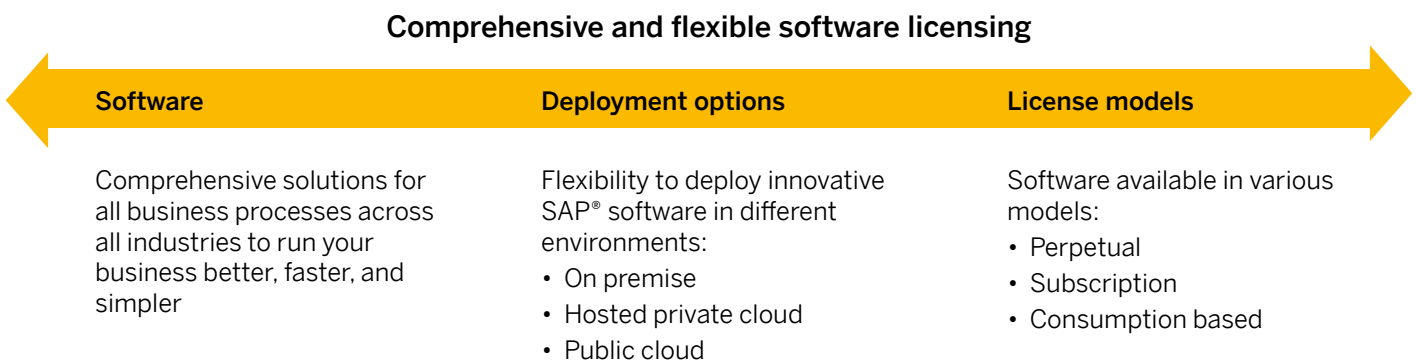 Comprehensive and flexible software licensing
Software
Comprehensive solutions for
all business processes across
all industries to run your
business better, faster, and
simpler
Deployment options
Flexibility to deploy innovative
SAP® software in different
environments:
• On premise
• Hosted private cloud
• Public cloud
License models
Software available in various
models:
• Perpetual
• Subscription
• Consumption based